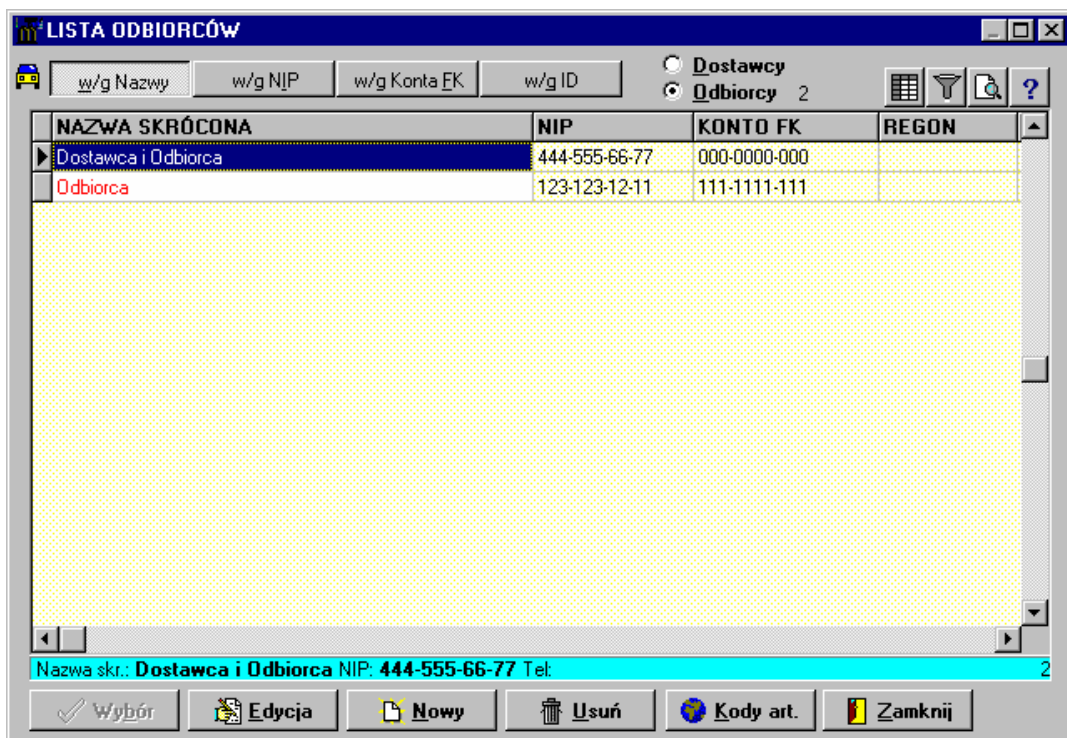 LISTA ODBIORCÓW
w/g Nazwy w/g NIP w/g Konta FK w/g ID
Dostawcy
Odbiorcy 2
?
NAZWA SKRÓCONA NIP KONTO FK REGON
Dostawca i Odbiorca 444-555-66-77 000-0000-000
Odbiorca 123-123-12-11 111-1111-111
Nazwa skr.: Dostawca i Odbiorca NIP: 444-555-66-77 Tel: 2
Wybór Edycja Nowy Usuń Kody art. Zamknij